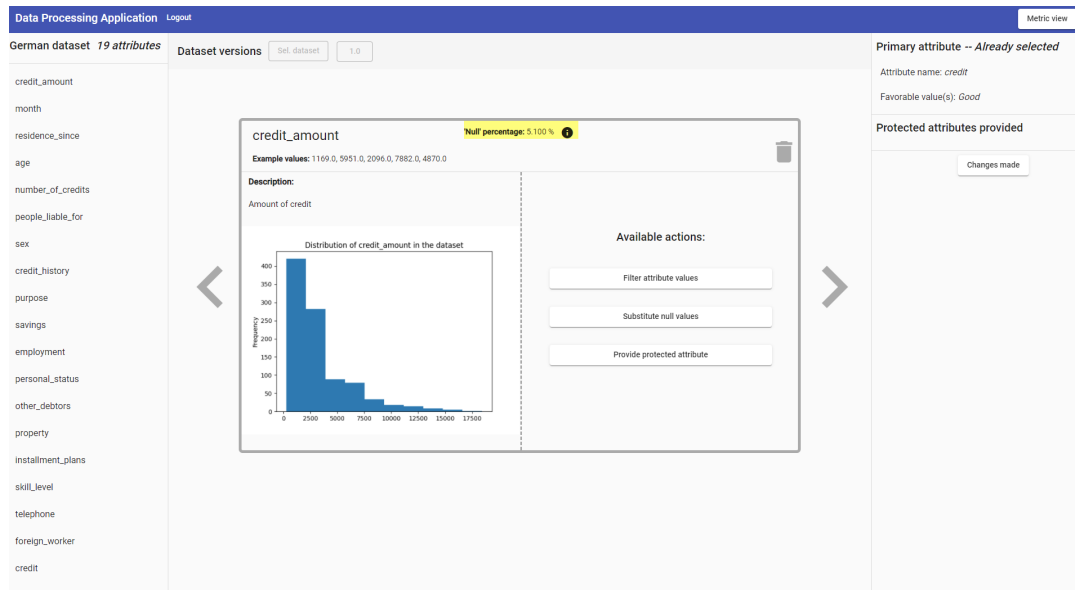 Data Processing Application Logout
Metric view
German dataset 19 attributes
credit_amount
month
residence_since
age
number_of_credits
people_liable_for
sex
credit_history
purpose
savings
employment
personal_status
other_debtors
property
installment_plans
skill_level
telephone
foreign_worker
credit
Dataset versions Sel. dataset 1.0
credit_amount
'Null' percentage: 5.100 %
Example values: 1169.0, 5951.0, 2096.0, 7882.0, 4870.0
Description:
Amount of credit
Distribution of credit_amount in the dataset
frequency
400
350
300
250
200
150
100
50
0
0 2500 5000 7500 10000 12500 15000 17500
Available actions:
Filter attribute values
Substitute null values
Provide protected attribute
Primary attribute -- Already selected
Attribute name: credit
Favorable value(s): Good
Protected attributes provided
Changes made